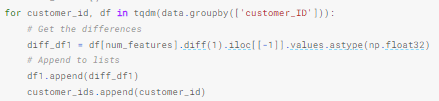 for customer_id, df in tqdm(data.groupby(['customer_ID'])):
# Get the differences
diff_df1 = df[num_features].diff(1).iloc[[-1]].values.astype(np.float32)
# Append to lists
df1.append(diff_df1)
customer_ids.append(customer_id)